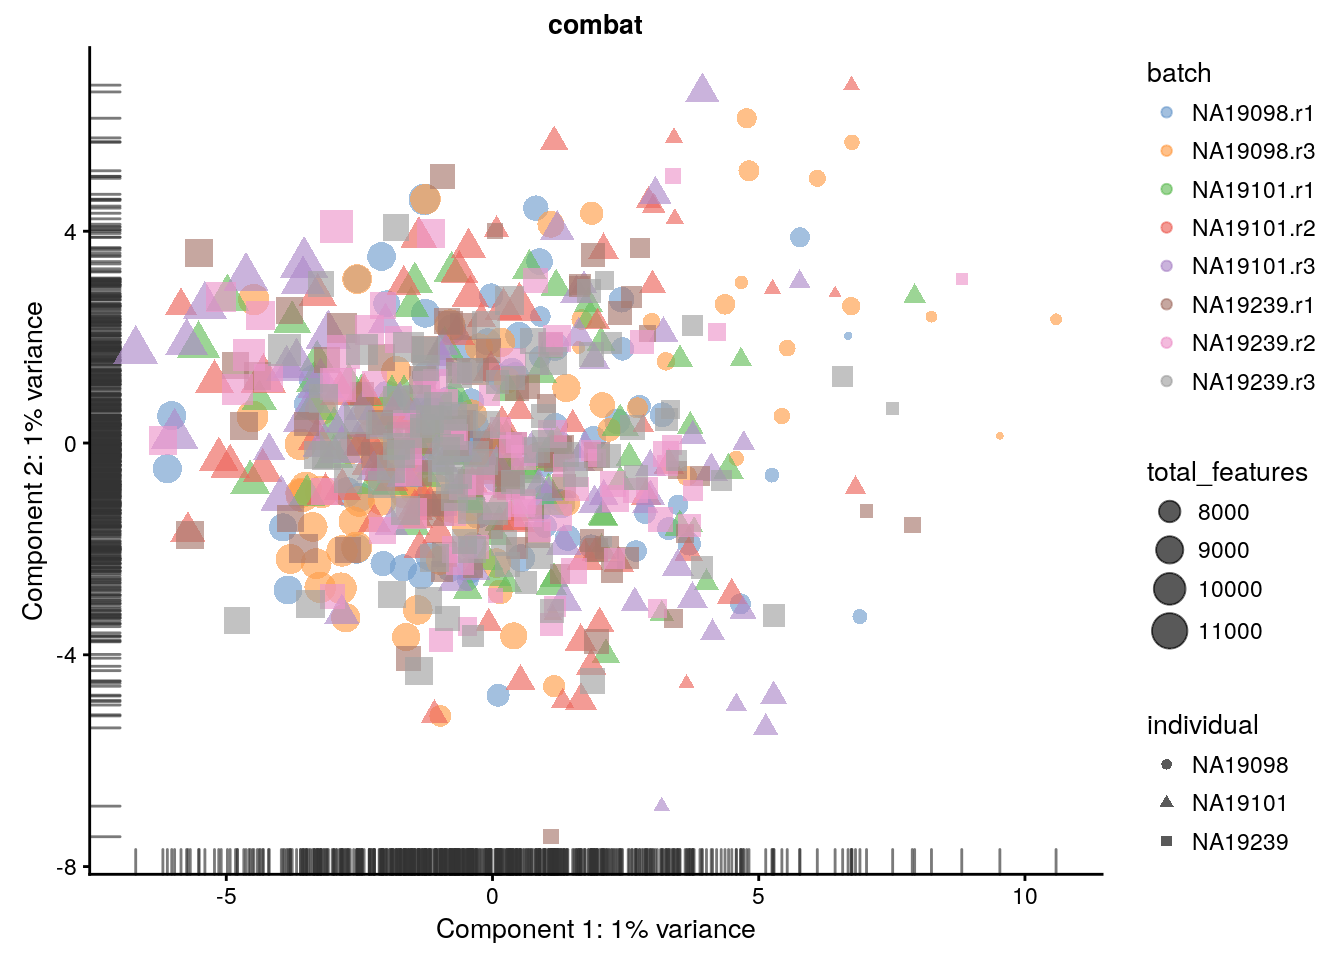 combat
batch
NA19098.r1
NA19098.r3
NA19101.r1
NA19101.r2
NA19101.r3
NA19239.r1
NA19239.r2
NA19239.r3
total_features
8000
9000
10000
11000
individual
NA19098
NA19101
NA19239
Component 2: 1% variance
4
0
-4
-8
-5
0
5
10
Component 1: 1% variance